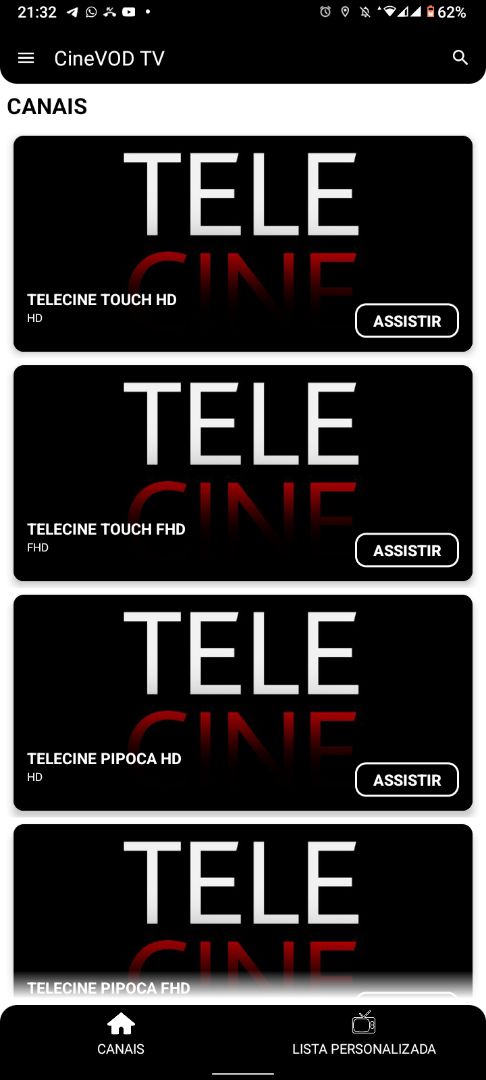 21:32
62%
CineVOD TV
CANAIS
TELE
CINE
TELECINE TOUCH HD
HD
ASSISTIR
TELE
CINE
TELECINE TOUCH FHD
FHD
ASSISTIR
TELE
CINE
TELECINE PIPOCA HD
HD
ASSISTIR
TELE
CINE
TELECINE PIPOCA FHD
CANAIS
LISTA PERSONALIZADA